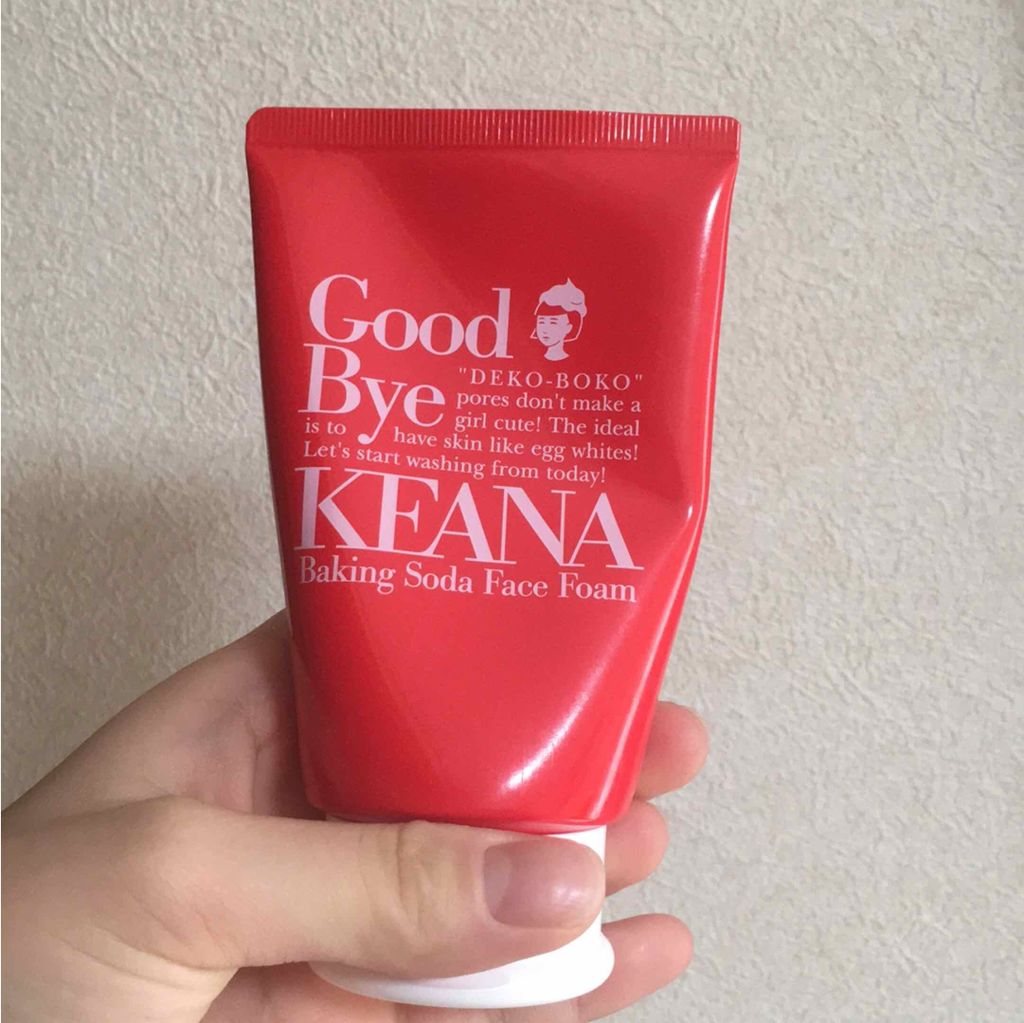 Good
Bye
"DEKO-BOKO"
pores don't make a
girl cute! The ideal
is to have skin like egg whites!
Let's start washing from today!
KEANA
Baking Soda Face Foam